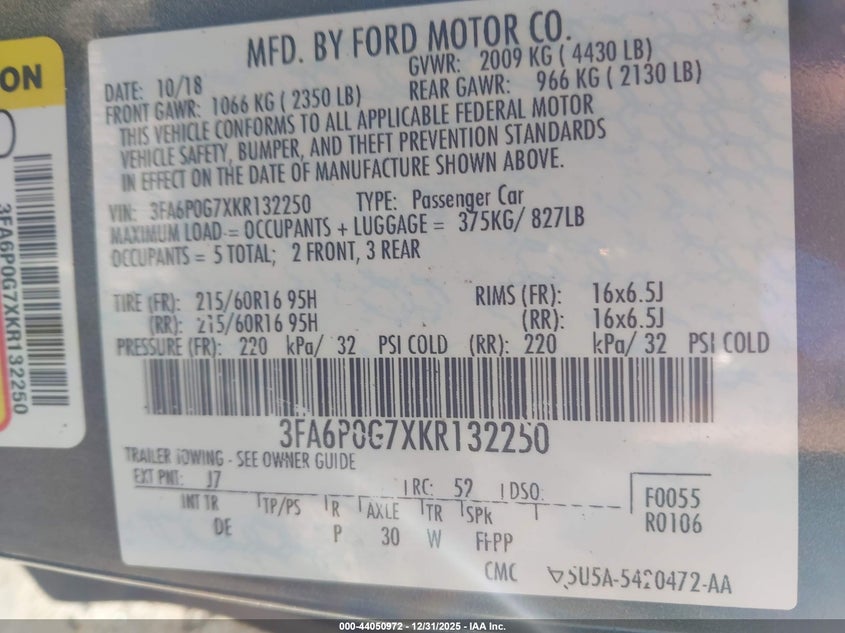 ON
3FA6P0G7XKR132250
MFD. BY FORD MOTOR CO.
DATE: 10/18 GVWR: 2009 KG ( 4430 LB)
FRONT GAWR: 1066 KG ( 2350 LB) REAR GAWR: 966 KG ( 2130 LB)
THIS VEHICLE CONFORMS TO ALL APPLICABLE FEDERAL MOTOR
VEHICLE SAFETY, BUMPER, AND THEFT PREVENTION STANDARDS
IN EFFECT ON THE DATE OF MANUFACTURE SHOWN ABOVE.
VIN: 3FA6P0G7XKR132250 TYPE: Passenger Car
MAXIMUM LOAD = OCCUPANTS + LUGGAGE = 375KG/ 827LB
OCCUPANTS = 5 TOTAL; 2 FRONT, 3 REAR
TIRE (FR): 215/60R16 95H RIMS (FR): 16x6.5J
(RR): 215/60R16 95H (RR): 16x6.5J
PRESSURE (FR): 220 kPa/ 32 PSI COLD (RR): 220 kPa/ 32 PSI COLD
3FA6P0G7XKR132250
TRAILER TOWING - SEE OWNER GUIDE
EXT PNT: J7 RC: 52 DSO:
F0055
INT TR TP/PS R AXLE TR SPK
R0106
DE P 30 W
CMC 5U5A-5420472-AA
000-44050972 - 12/31/2025 - IAA Inc.